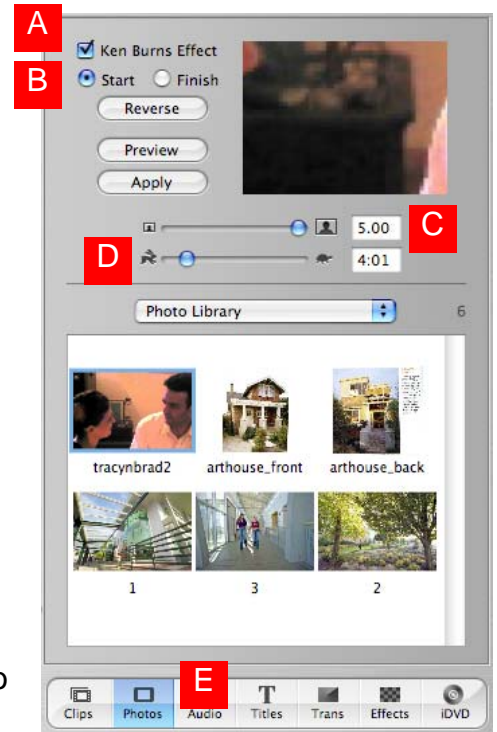 A
Ken Burns Effect
B
Start Finish
Reverse
Preview
Apply
5.00 C
D 4:01
Photo Library 6
tracynbrad2 arthouse_front arthouse_back
1 3 2
E
Clips Photos Audio Titles Trans Effects iDVD